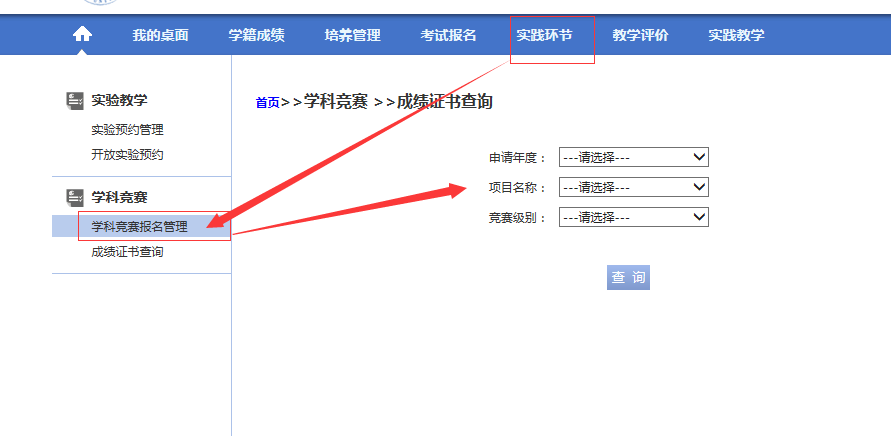 我的桌面 学籍成绩 培养管理 考试报名 实践环节 教学评价 实践教学
实验教学
实验预约管理
开放实验预约
学科竞赛
学科竞赛报名管理
成绩证书查询
首页>>学科竞赛 >>成绩证书查询
申请年度： ---请选择---
项目名称： ---请选择---
竞赛级别： ---请选择---
查 询